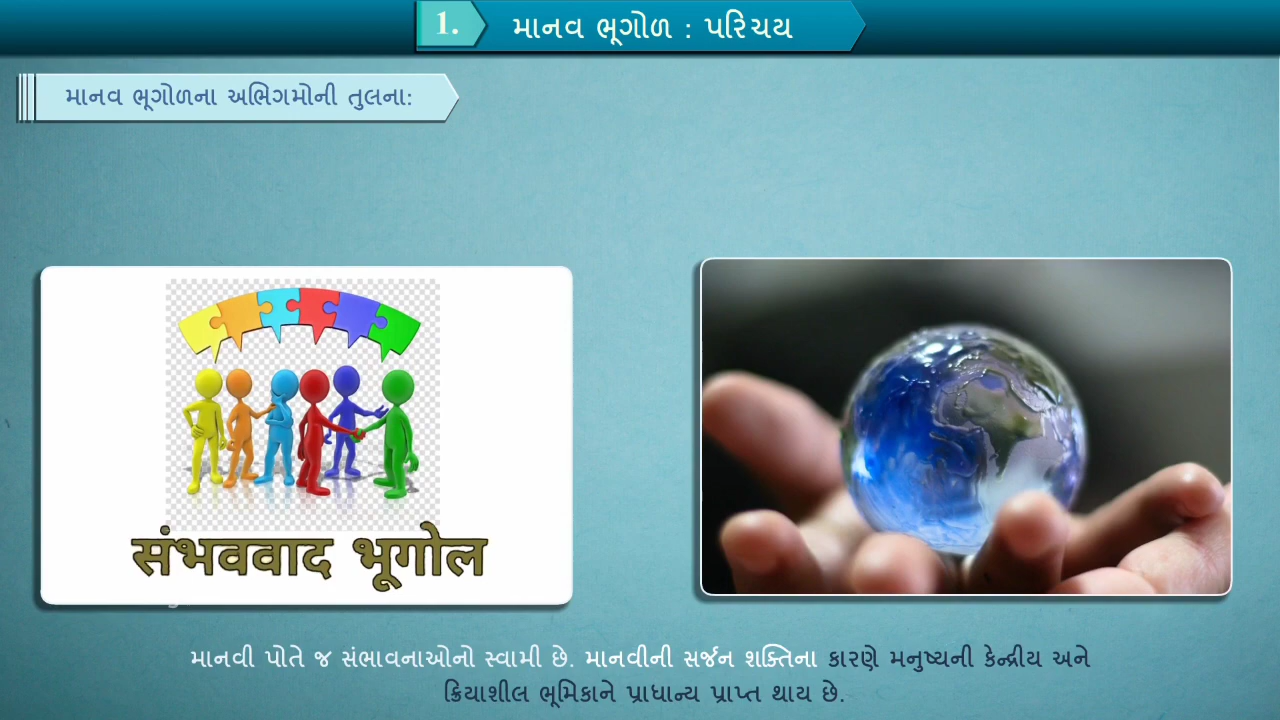 1.
માનવ ભૂગોળ : પરિચય
માનવ ભૂગોળના અભિગમોની તુલના:
संभववाद भूगोल
માનવી પોતે જ સંભાવનાઓનો સ્વામી છે. માનવીની સર્જન શક્તિના કારણે મનુષ્યની કેન્દ્રીય અને
ક્રિયાશીલ ભૂમિકાને પ્રાધાન્ય પ્રાપ્ત થાય છે.